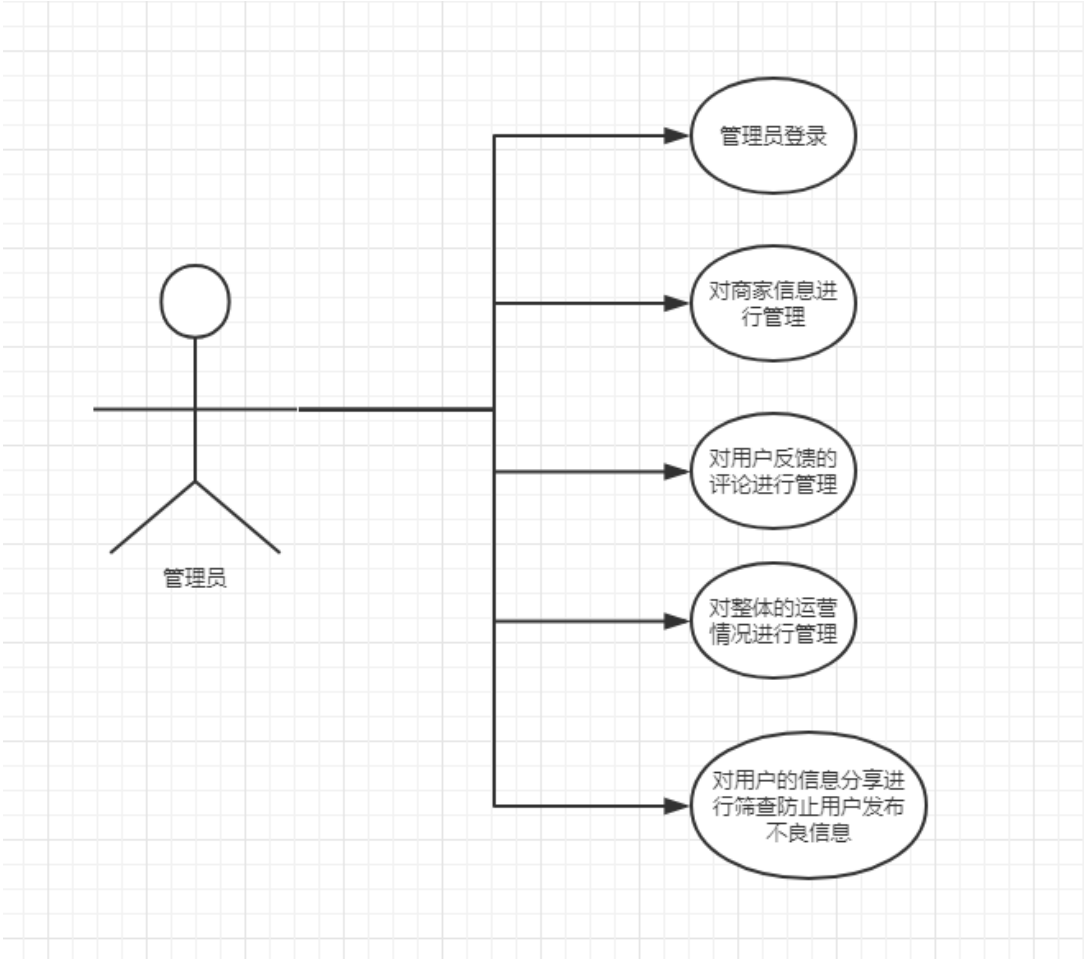 管理员登录
对商家信息进
行管理
对用户反馈的
评论进行管理
管理员
对整体的运营
情况进行管理
对用户的信息分享进
行筛查防止用户发布
不良信息